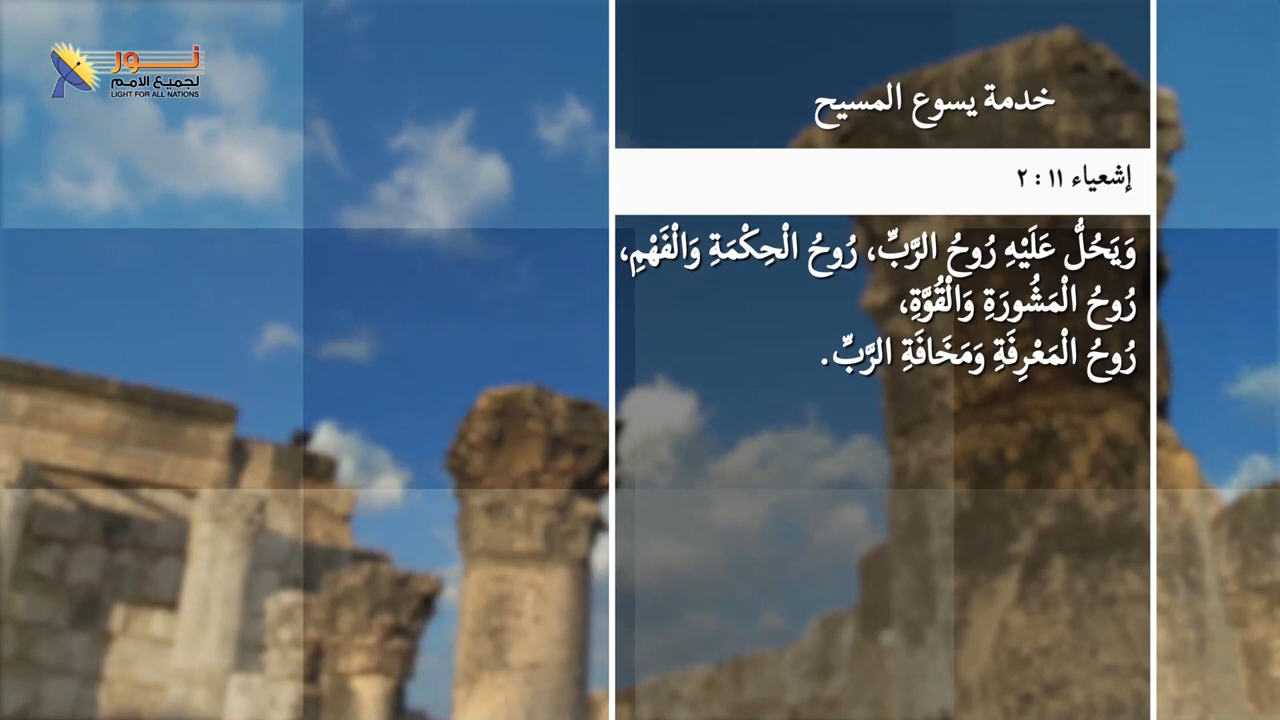 نور
لجميع الامم
LIGHT FOR ALL NATIONS
خدمة يسوع المسيح
إشعياء ١١ : ٢
وَيَحُلُّ عَلَيْهِ رُوحُ الرَّبِّ، رُوحُ الْحِكْمَةِ وَالْفَهْمِ،
رُوحُ الْمَشُورَةِ وَالْقُوَّةِ،
رُوحُ الْمَعْرِفَةِ وَمَخَافَةِ الرَّبِّ.